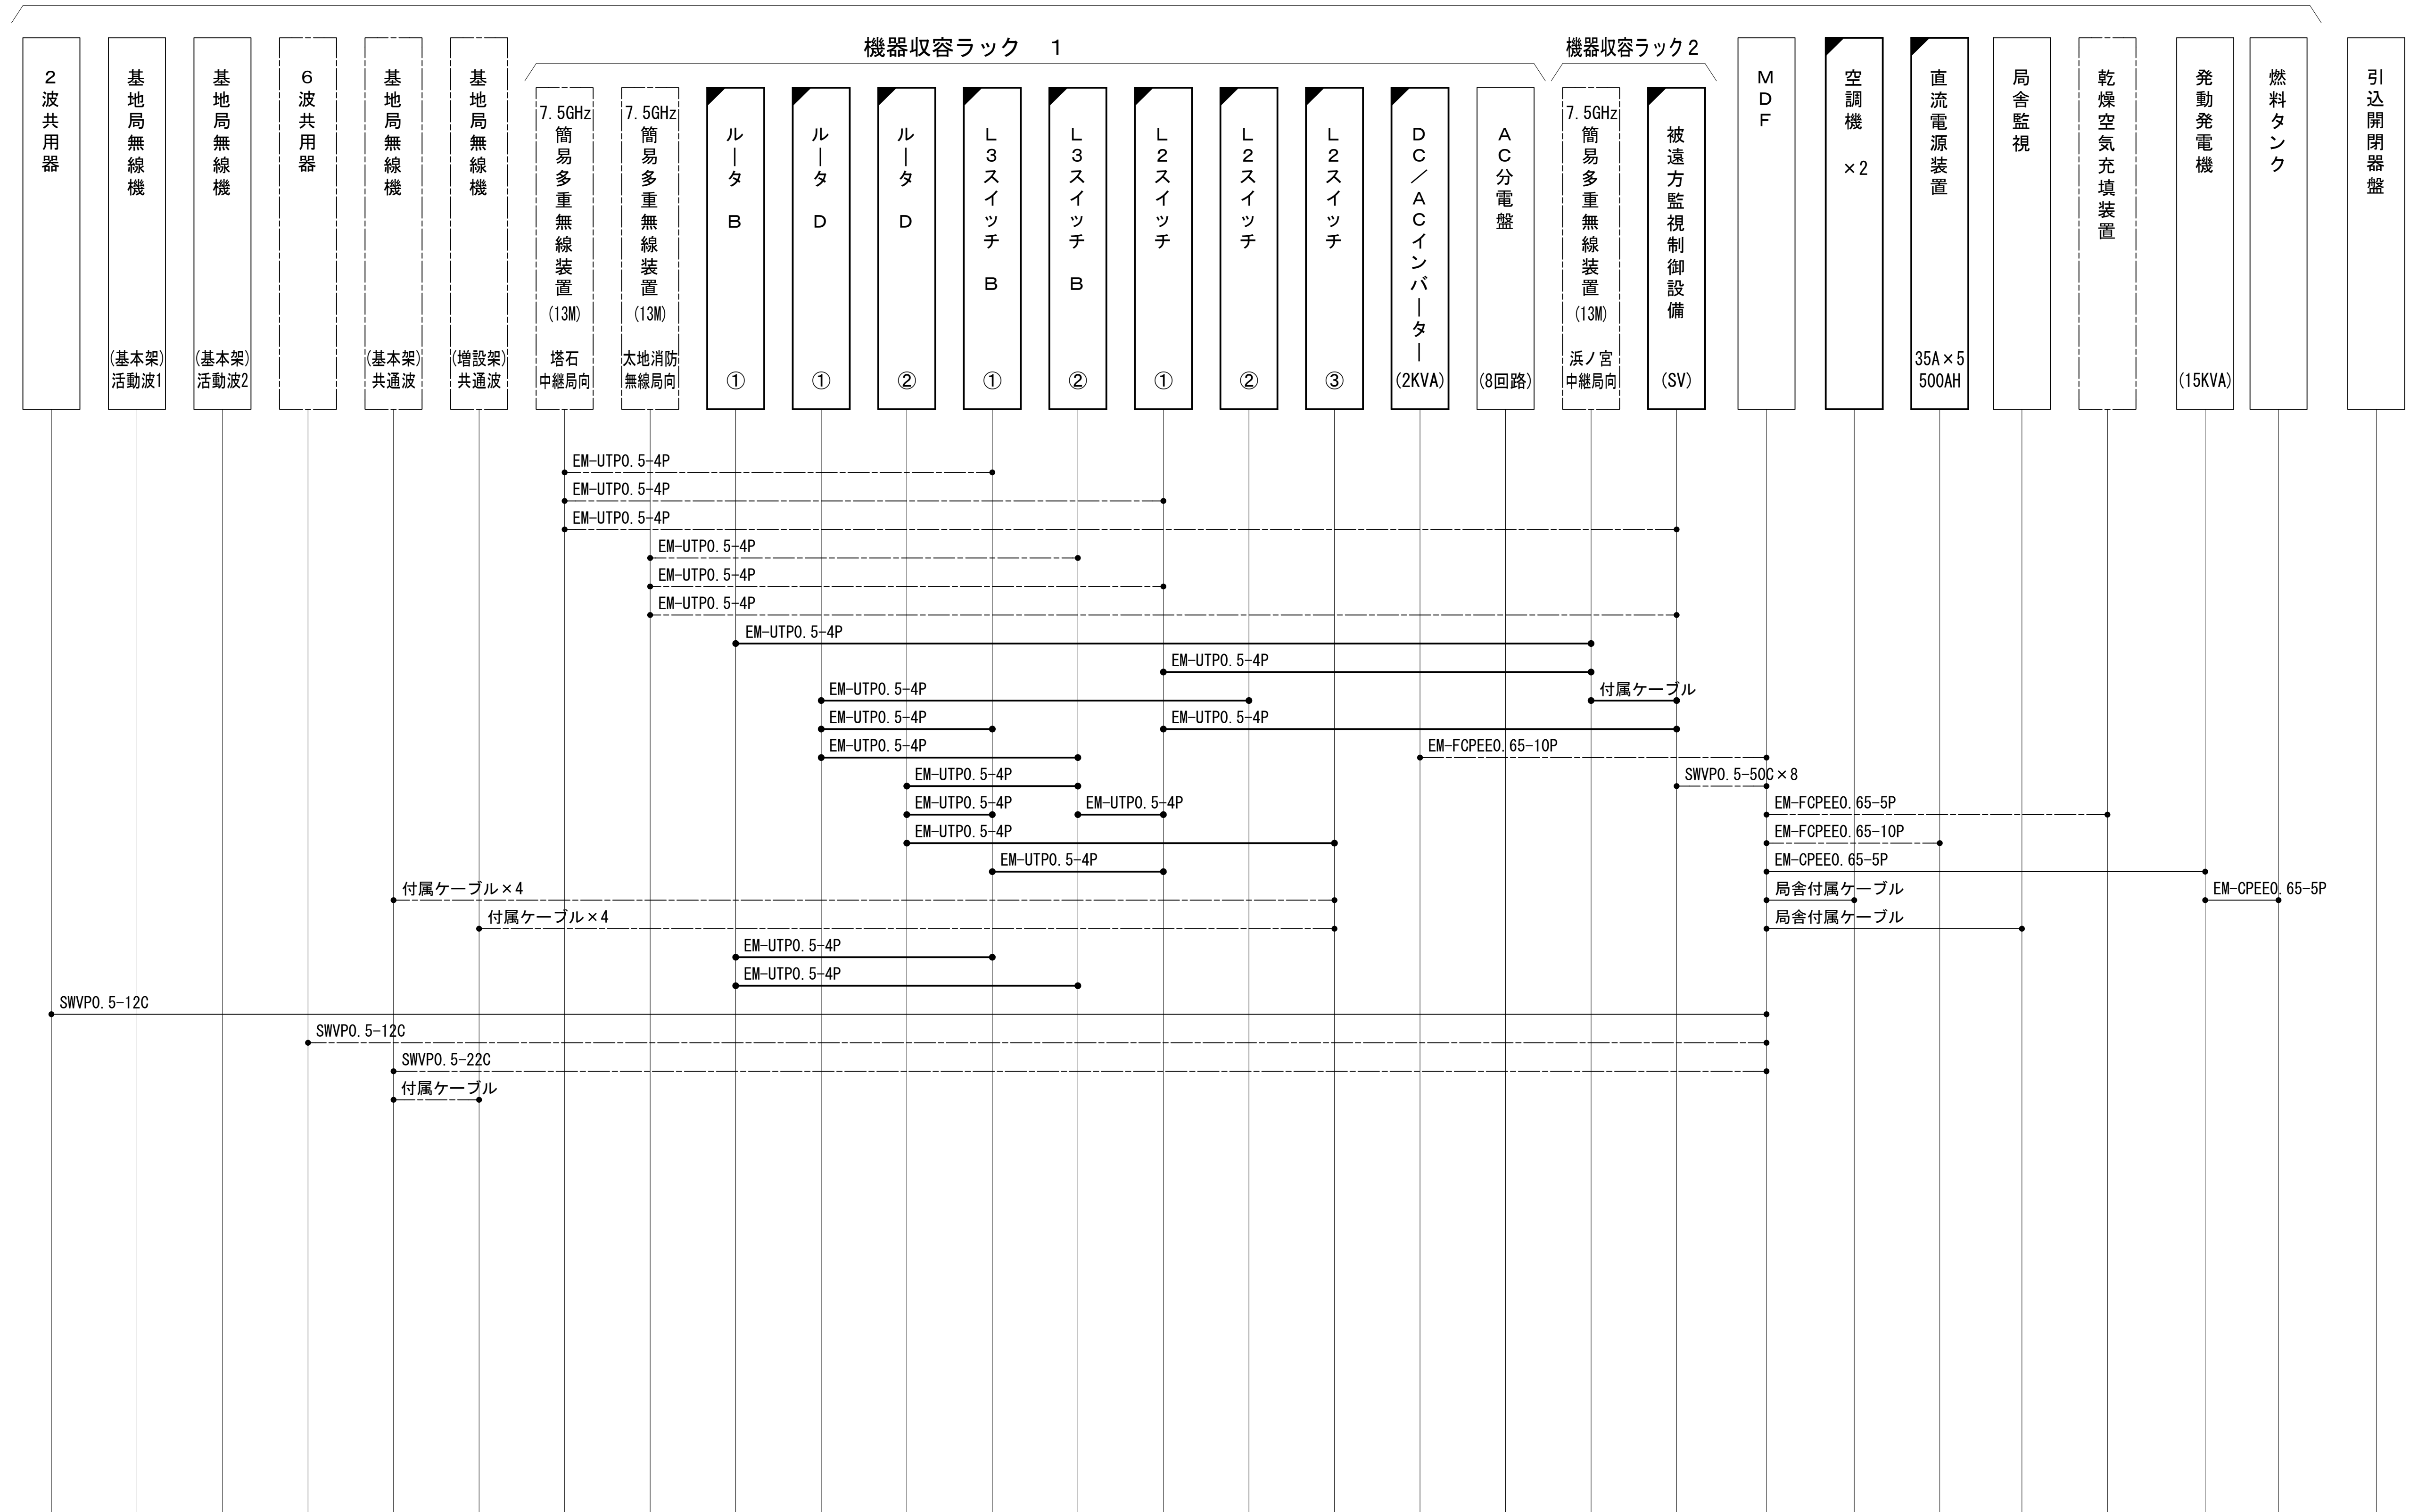 機器収容ラック　1
機器収容ラック2
2波共用器
基地局無線機
(基本架)
活動波1
基地局無線機
(基本架)
活動波2
6波共用器
基地局無線機
(基本架)
共通波
基地局無線機
(増設架)
共通波
7.5GHz
簡易多重無線装置
(13M)
塔石
中継局向
7.5GHz
簡易多重無線装置
(13M)
太地消防
無線局向
ルータ　B
①
ルータ　D
①
ルータ　D
②
L3スイッチ　B
①
L3スイッチ　B
②
L2スイッチ
①
L2スイッチ
②
L2スイッチ
③
DC／ACインバーター
(2KVA)
AC分電盤
(8回路)
7.5GHz
簡易多重無線装置
(13M)
浜ノ宮
中継局向
被遠方監視制御設備
(SV)
MDF
空調機
×2
直流電源装置
35A×5
500AH
局舎監視
乾燥空気充填装置
発動発電機
(15KVA)
燃料タンク
引込開閉器盤
EM-UTP0.5-4P
EM-UTP0.5-4P
EM-UTP0.5-4P
EM-UTP0.5-4P
EM-UTP0.5-4P
EM-UTP0.5-4P
EM-UTP0.5-4P
EM-UTP0.5-4P
EM-UTP0.5-4P
付属ケーブル
EM-UTP0.5-4P
EM-UTP0.5-4P
EM-UTP0.5-4P
EM-FCPEE0.65-10P
EM-UTP0.5-4P
SWVP0.5-50C×8
EM-UTP0.5-4P
EM-UTP0.5-4P
EM-FCPEE0.65-5P
EM-UTP0.5-4P
EM-FCPEE0.65-10P
EM-UTP0.5-4P
EM-CPEE0.65-5P
付属ケーブル×4
局舎付属ケーブル
EM-CPEE0.65-5P
付属ケーブル×4
局舎付属ケーブル
EM-UTP0.5-4P
EM-UTP0.5-4P
SWVP0.5-12C
SWVP0.5-12C
SWVP0.5-22C
付属ケーブル